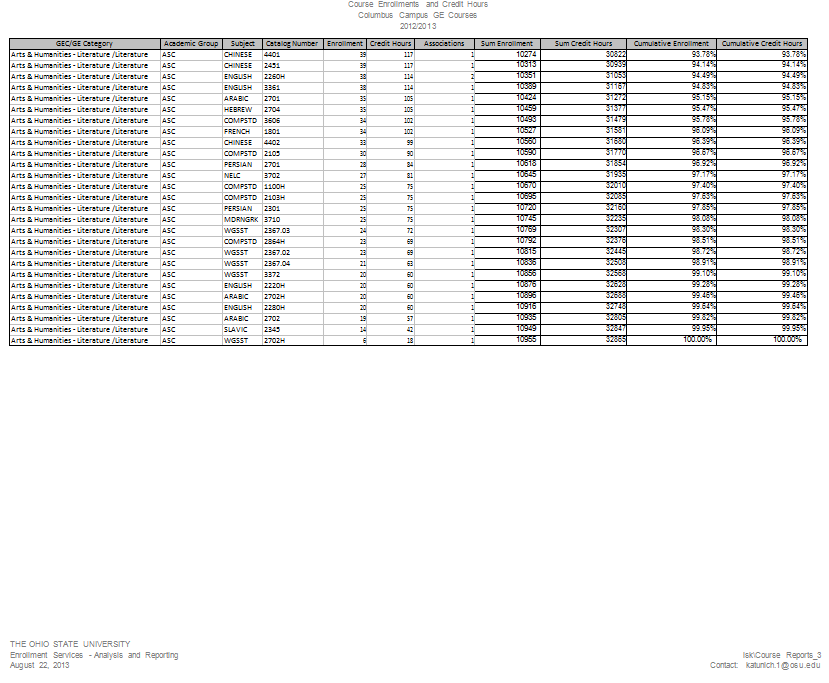 Course Enrollments and Credit Hours
Columbus Campus GE Courses
2012/2013
GEC/GE Category Academic Group Subject Catalog Number Enrollment Credit Hours Associations Sum Enrollment Sum Credit Hours Cumulative Enrollment Cumulative Credit Hours
Arts & Humanities - Literature /Literature ASC CHINESE 4401 39 117 1 10274 30822 93.78% 93.78%
Arts & Humanities - Literature /Literature ASC CHINESE 2451 39 117 1 10313 30939 94.14% 94.14%
Arts & Humanities - Literature /Literature ASC ENGLISH 2260H 38 114 2 10351 31053 94.49% 94.49%
Arts & Humanities - Literature /Literature ASC ENGLISH 3361 38 114 1 10389 31167 94.83% 94.83%
Arts & Humanities - Literature /Literature ASC ARABIC 2701 35 105 1 10424 31272 95.15% 95.15%
Arts & Humanities - Literature /Literature ASC HEBREW 2704 35 105 1 10459 31377 95.47% 95.47%
Arts & Humanities - Literature /Literature ASC COMPSTD 3606 34 102 1 10493 31479 95.78% 95.78%
Arts & Humanities - Literature /Literature ASC FRENCH 1801 34 102 1 10527 31581 96.09% 96.09%
Arts & Humanities - Literature /Literature ASC CHINESE 4402 33 99 1 10560 31680 96.39% 96.39%
Arts & Humanities - Literature /Literature ASC COMPSTD 2105 30 90 1 10590 31770 96.67% 96.67%
Arts & Humanities - Literature /Literature ASC PERSIAN 2701 28 84 1 10618 31854 96.92% 96.92%
Arts & Humanities - Literature /Literature ASC NELC 3702 27 81 1 10645 31935 97.17% 97.17%
Arts & Humanities - Literature /Literature ASC COMPSTD 1100H 25 75 1 10670 32010 97.40% 97.40%
Arts & Humanities - Literature /Literature ASC COMPSTD 2103H 25 75 1 10695 32085 97.63% 97.63%
Arts & Humanities - Literature /Literature ASC PERSIAN 2301 25 75 1 10720 32160 97.85% 97.85%
Arts & Humanities - Literature /Literature ASC MDRNGRK 3710 25 75 1 10745 32235 98.08% 98.08%
Arts & Humanities - Literature /Literature ASC WGSST 2367.03 24 72 1 10769 32307 98.30% 98.30%
Arts & Humanities - Literature /Literature ASC COMPSTD 2864H 23 69 1 10792 32376 98.51% 98.51%
Arts & Humanities - Literature /Literature ASC WGSST 2367.02 23 69 1 10815 32445 98.72% 98.72%
Arts & Humanities - Literature /Literature ASC WGSST 2367.04 21 63 1 10836 32508 98.91% 98.91%
Arts & Humanities - Literature /Literature ASC WGSST 3372 20 60 1 10856 32568 99.10% 99.10%
Arts & Humanities - Literature /Literature ASC ENGLISH 2220H 20 60 1 10876 32628 99.28% 99.28%
Arts & Humanities - Literature /Literature ASC ARABIC 2702H 20 60 1 10896 32688 99.46% 99.46%
Arts & Humanities - Literature /Literature ASC ENGLISH 2280H 20 60 1 10916 32748 99.64% 99.64%
Arts & Humanities - Literature /Literature ASC ARABIC 2702 19 57 1 10935 32805 99.82% 99.82%
Arts & Humanities - Literature /Literature ASC SLAVIC 2345 14 42 1 10949 32847 99.95% 99.95%
Arts & Humanities - Literature /Literature ASC WGSST 2702H 6 18 1 10955 32865 100.00% 100.00%
THE OHIO STATE UNIVERSITY
Enrollment Services - Analysis and Reporting lsk\Course Reports_3
August 22, 2013 Contact: katunich.1@osu.edu